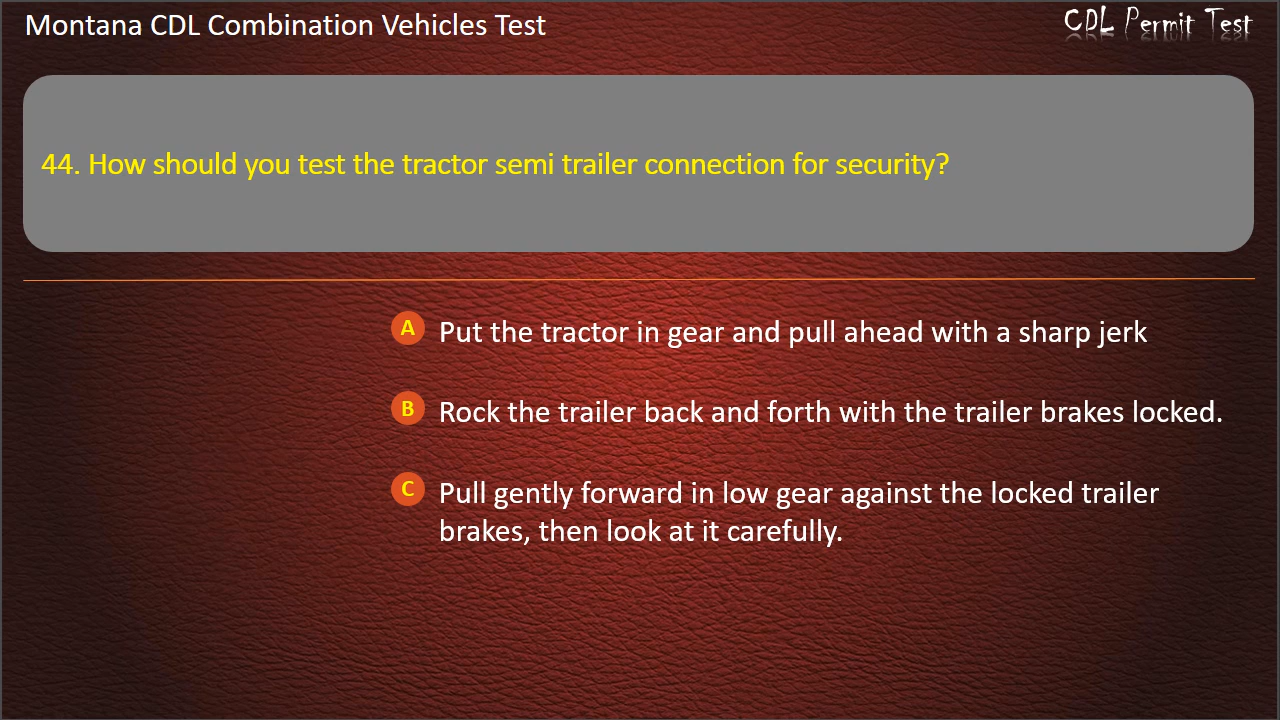 Montana CDL Combination Vehicles Test
CDL Permit Test
44. How should you test the tractor semi trailer connection for security?
A Put the tractor in gear and pull ahead with a sharp jerk
B Rock the trailer back and forth with the trailer brakes locked.
C Pull gently forward in low gear against the locked trailer
brakes, then look at it carefully.